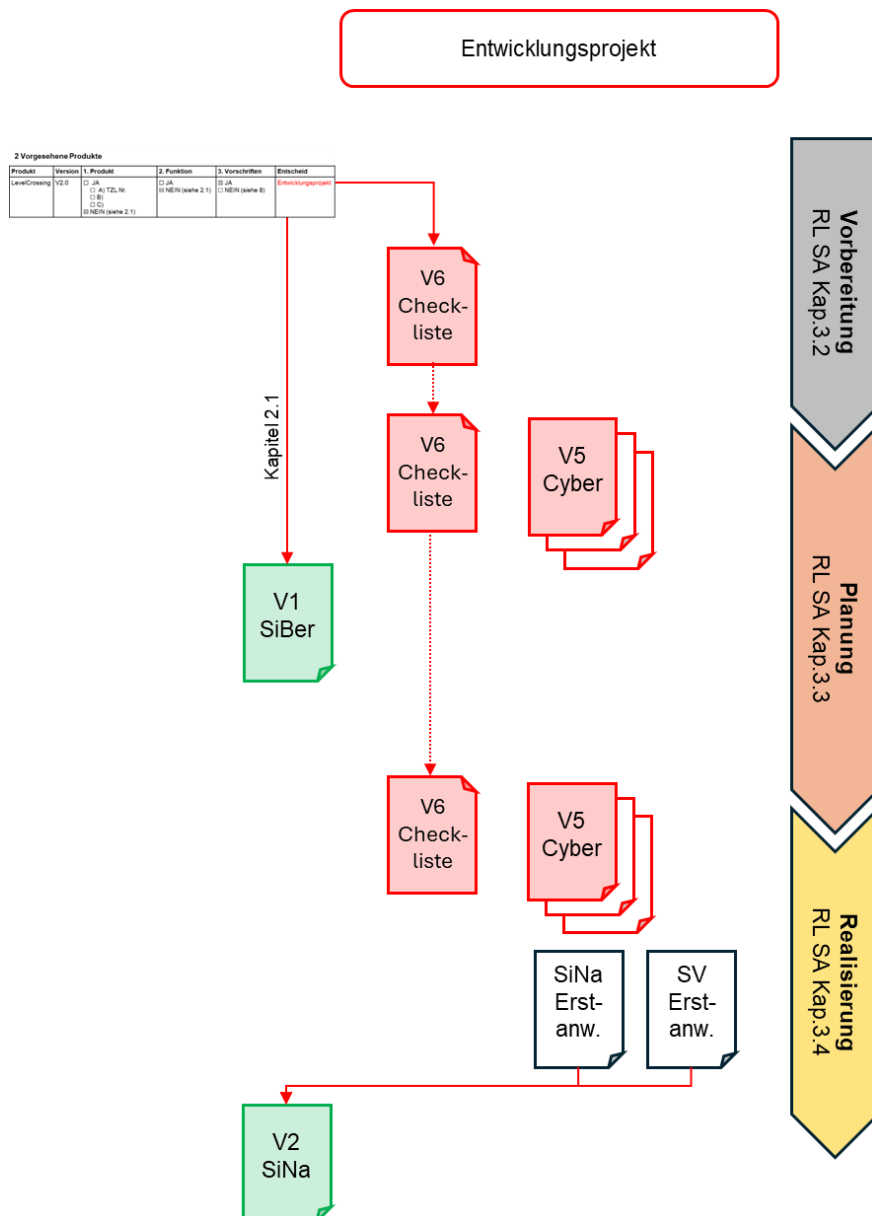 Entwicklungsprojekt
2 Vorgesehene Produkte
Produkt Version 1. Produkt 2. Funktion 3. Vorschriften Entscheid
LevelCrossing V2.0 ☐ JA ☐ JA ☒ JA Entwicklungsprojekt
☐ A) TZL Nr. ☒ NEIN (siehe 2.1) ☐ NEIN (siehe 8)
☐ B)
☐ C)
☒ NEIN (siehe 2.1)
Vorbereitung
RL SA Kap.3.2
V6
Check-
liste
Kapitel 2.1
V6
Check-
liste
V5
Cyber
Planung
RL SA Kap.3.3
V1
SiBer
V6
Check-
liste
V5
Cyber
Realisierung
RL SA Kap.3.4
SiNa
Erst-
anw.
SV
Erst-
anw.
V2
SiNa